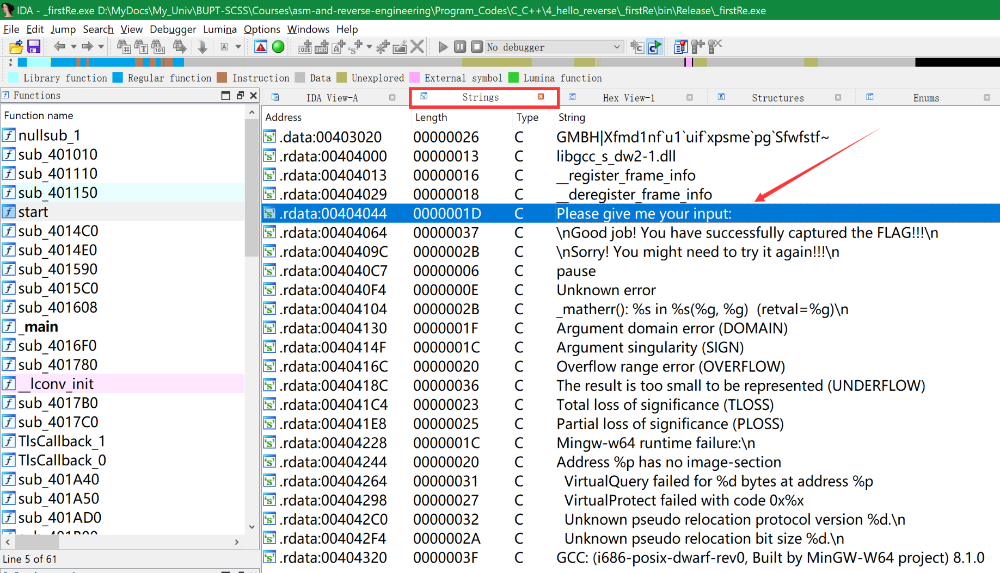 IDA - _firstRe.exe D:\MyDocs\My_Univ\BUPT-SCSS\Courses\asm-and-reverse-engineering\Program_Codes\C_C++\4_hello_reverse\_firstRe\bin\Release\_firstRe.exe
File Edit Jump Search View Debugger Lumina Options Windows Help
No debugger
Library function Regular function Instruction Data Unexplored External symbol Lumina function
Functions
IDA View-A Strings Hex View-1 Structures Enums
Function name
nullsub_1
sub_401010
sub_401110
sub_401150
start
sub_4014C0
sub_4014E0
sub_401590
sub_4015C0
sub_401608
_main
sub_4016F0
sub_401780
__lconv_init
sub_4017B0
sub_4017C0
TlsCallback_1
TlsCallback_0
sub_401A40
sub_401A50
sub_401AD0
Line 5 of 61
Address Length Type String
.data:00403020 00000026 C GMBH|Xfmd1nf`u1`uif`xpsme`pg`Sfwfstf~
.rdata:00404000 00000013 C libgcc_s_dw2-1.dll
.rdata:00404013 00000016 C __register_frame_info
.rdata:00404029 00000018 C __deregister_frame_info
.rdata:00404044 0000001D C Please give me your input:
.rdata:00404064 00000037 C \nGood job! You have successfully captured the FLAG!!!\n
.rdata:0040409C 0000002B C \nSorry! You might need to try it again!!!\n
.rdata:004040C7 00000006 C pause
.rdata:004040F4 0000000E C Unknown error
.rdata:00404104 0000002B C _matherr(): %s in %s(%g, %g)  (retval=%g)\n
.rdata:00404130 0000001F C Argument domain error (DOMAIN)
.rdata:0040414F 0000001C C Argument singularity (SIGN)
.rdata:0040416C 00000020 C Overflow range error (OVERFLOW)
.rdata:0040418C 00000036 C The result is too small to be represented (UNDERFLOW)
.rdata:004041C4 00000023 C Total loss of significance (TLOSS)
.rdata:004041E8 00000025 C Partial loss of significance (PLOSS)
.rdata:00404228 0000001C C Mingw-w64 runtime failure:\n
.rdata:00404244 00000020 C Address %p has no image-section
.rdata:00404264 00000031 C   VirtualQuery failed for %d bytes at address %p
.rdata:00404298 00000027 C   VirtualProtect failed with code 0x%x
.rdata:004042C0 00000032 C   Unknown pseudo relocation protocol version %d.\n
.rdata:004042F4 0000002A C   Unknown pseudo relocation bit size %d.\n
.rdata:00404320 0000003F C GCC: (i686-posix-dwarf-rev0, Built by MinGW-W64 project) 8.1.0